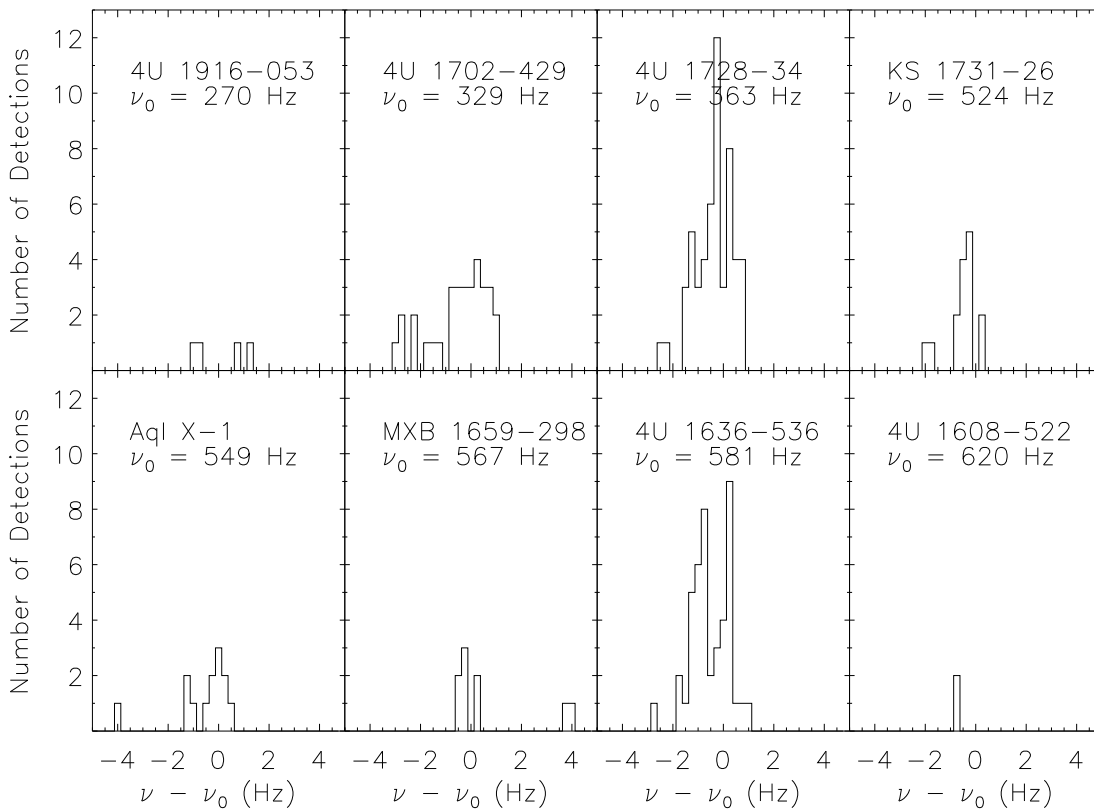 Number of Detections
12
10
8
6
4
2
4U 1916−053
ν₀ = 270 Hz
4U 1702−429
ν₀ = 329 Hz
4U 1728−34
ν₀ = 363 Hz
KS 1731−26
ν₀ = 524 Hz
Number of Detections
12
10
8
6
4
2
Aql X−1
ν₀ = 549 Hz
MXB 1659−298
ν₀ = 567 Hz
4U 1636−536
ν₀ = 581 Hz
4U 1608−522
ν₀ = 620 Hz
−4 −2 0 2 4
−4 −2 0 2 4
−4 −2 0 2 4
−4 −2 0 2 4
ν − ν₀ (Hz)
ν − ν₀ (Hz)
ν − ν₀ (Hz)
ν − ν₀ (Hz)